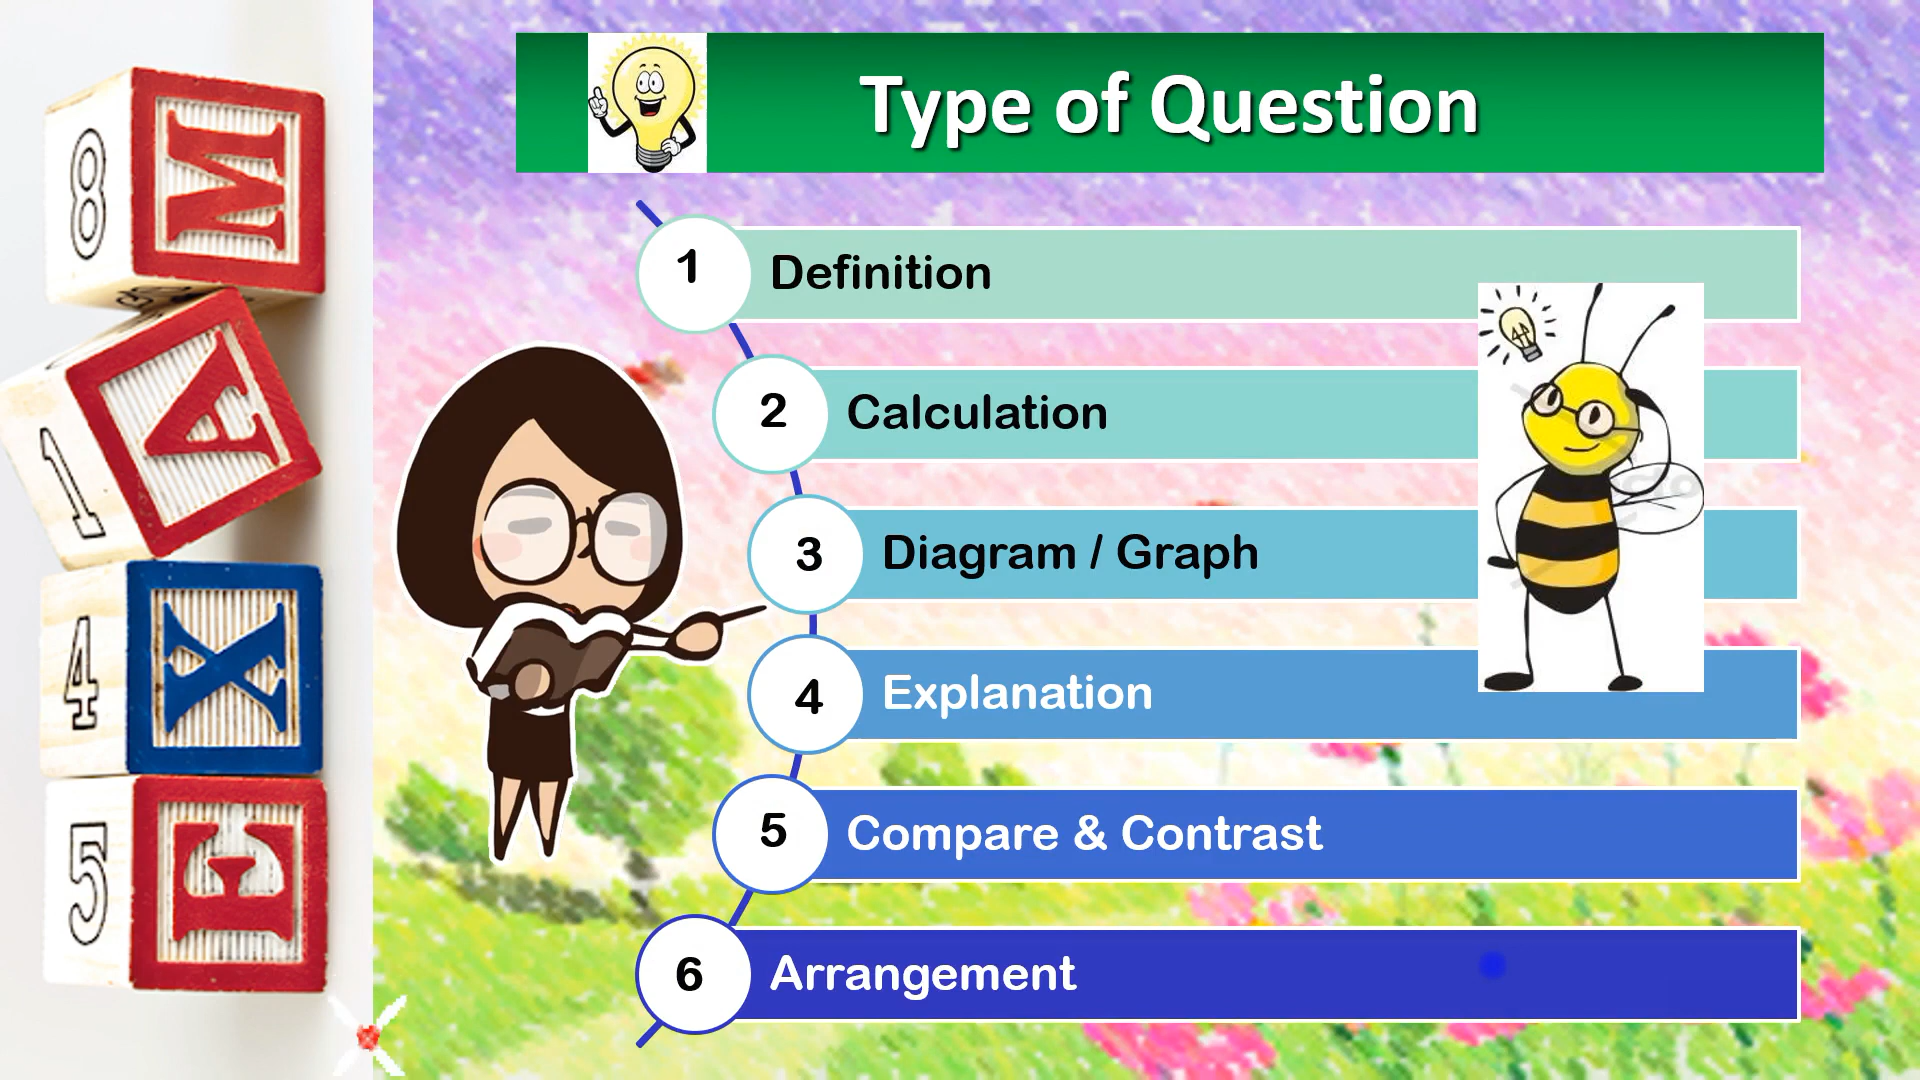 Type of Question
1
Definition
2
Calculation
3
Diagram / Graph
4
Explanation
5
Compare & Contrast
6
Arrangement
8
M
1
A
4
X
5
E